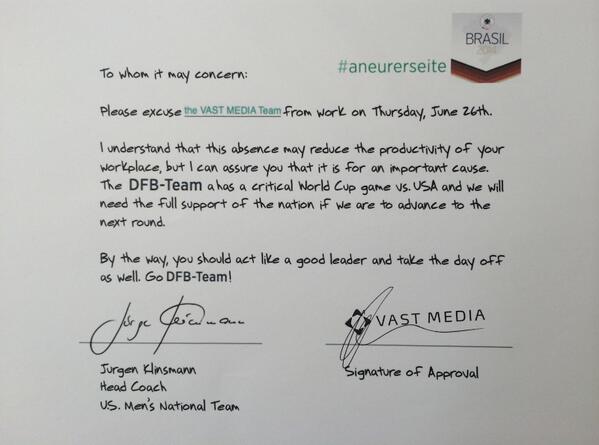 BRASIL
2014
#aneurerseite
To whom it may concern:
Please excuse the VAST MEDIA Team from work on Thursday, June 26th.
I understand that this absence may reduce the productivity of your
workplace, but I can assure you that it is for an important cause.
The DFB-Team a has a critical World Cup game vs. USA and we will
need the full support of the nation if we are to advance to the
next round.
By the way, you should act like a good leader and take the day off
as well. Go DFB-Team!
VAST MEDIA
Jurgen Klinsmann
Signature of Approval
Head Coach
US. Men's National Team